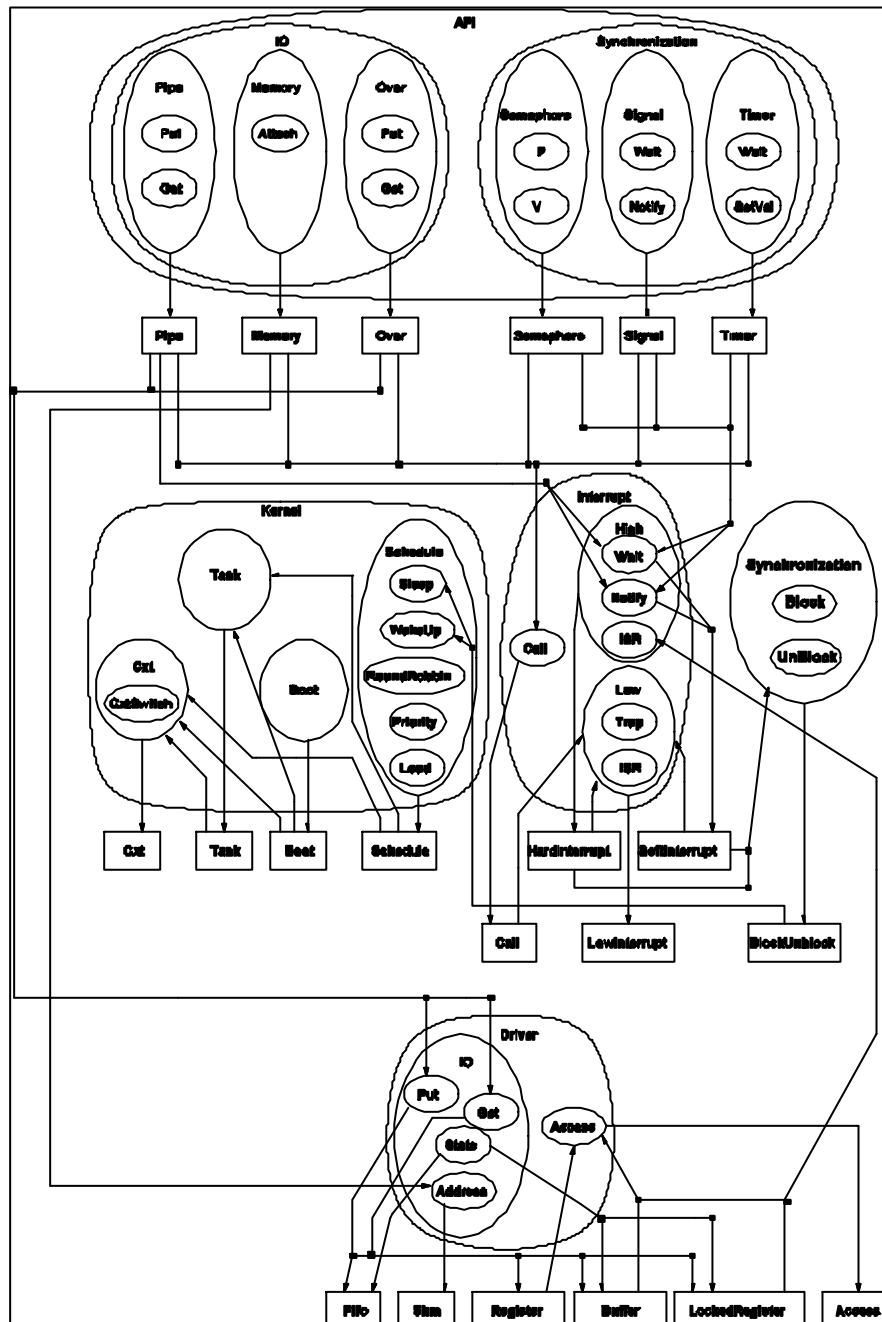 API
IO
Synchronization
Pipe
Memory
Over
Semaphore
Signal
Timer
Put
Attach
Put
P
Wait
Wait
Get
Get
V
Notify
SetVal
Pipe
Memory
Over
Semaphore
Signal
Timer
Kernel
Interrupt
High
Schedule
Wait
Synchronization
Task
Sleep
Notify
Block
WakeUp
ISR
Call
UnBlock
Cxt
RoundRobin
Boot
Low
CxtSwitch
Priority
Trap
Load
ISR
Cxt
Task
Boot
Schedule
HardInterrupt
SoftInterrupt
Call
LowInterrupt
BlockUnblock
Driver
IO
Put
Get
Access
State
Address
Fifo
Shm
Register
Buffer
LockedRegister
Access